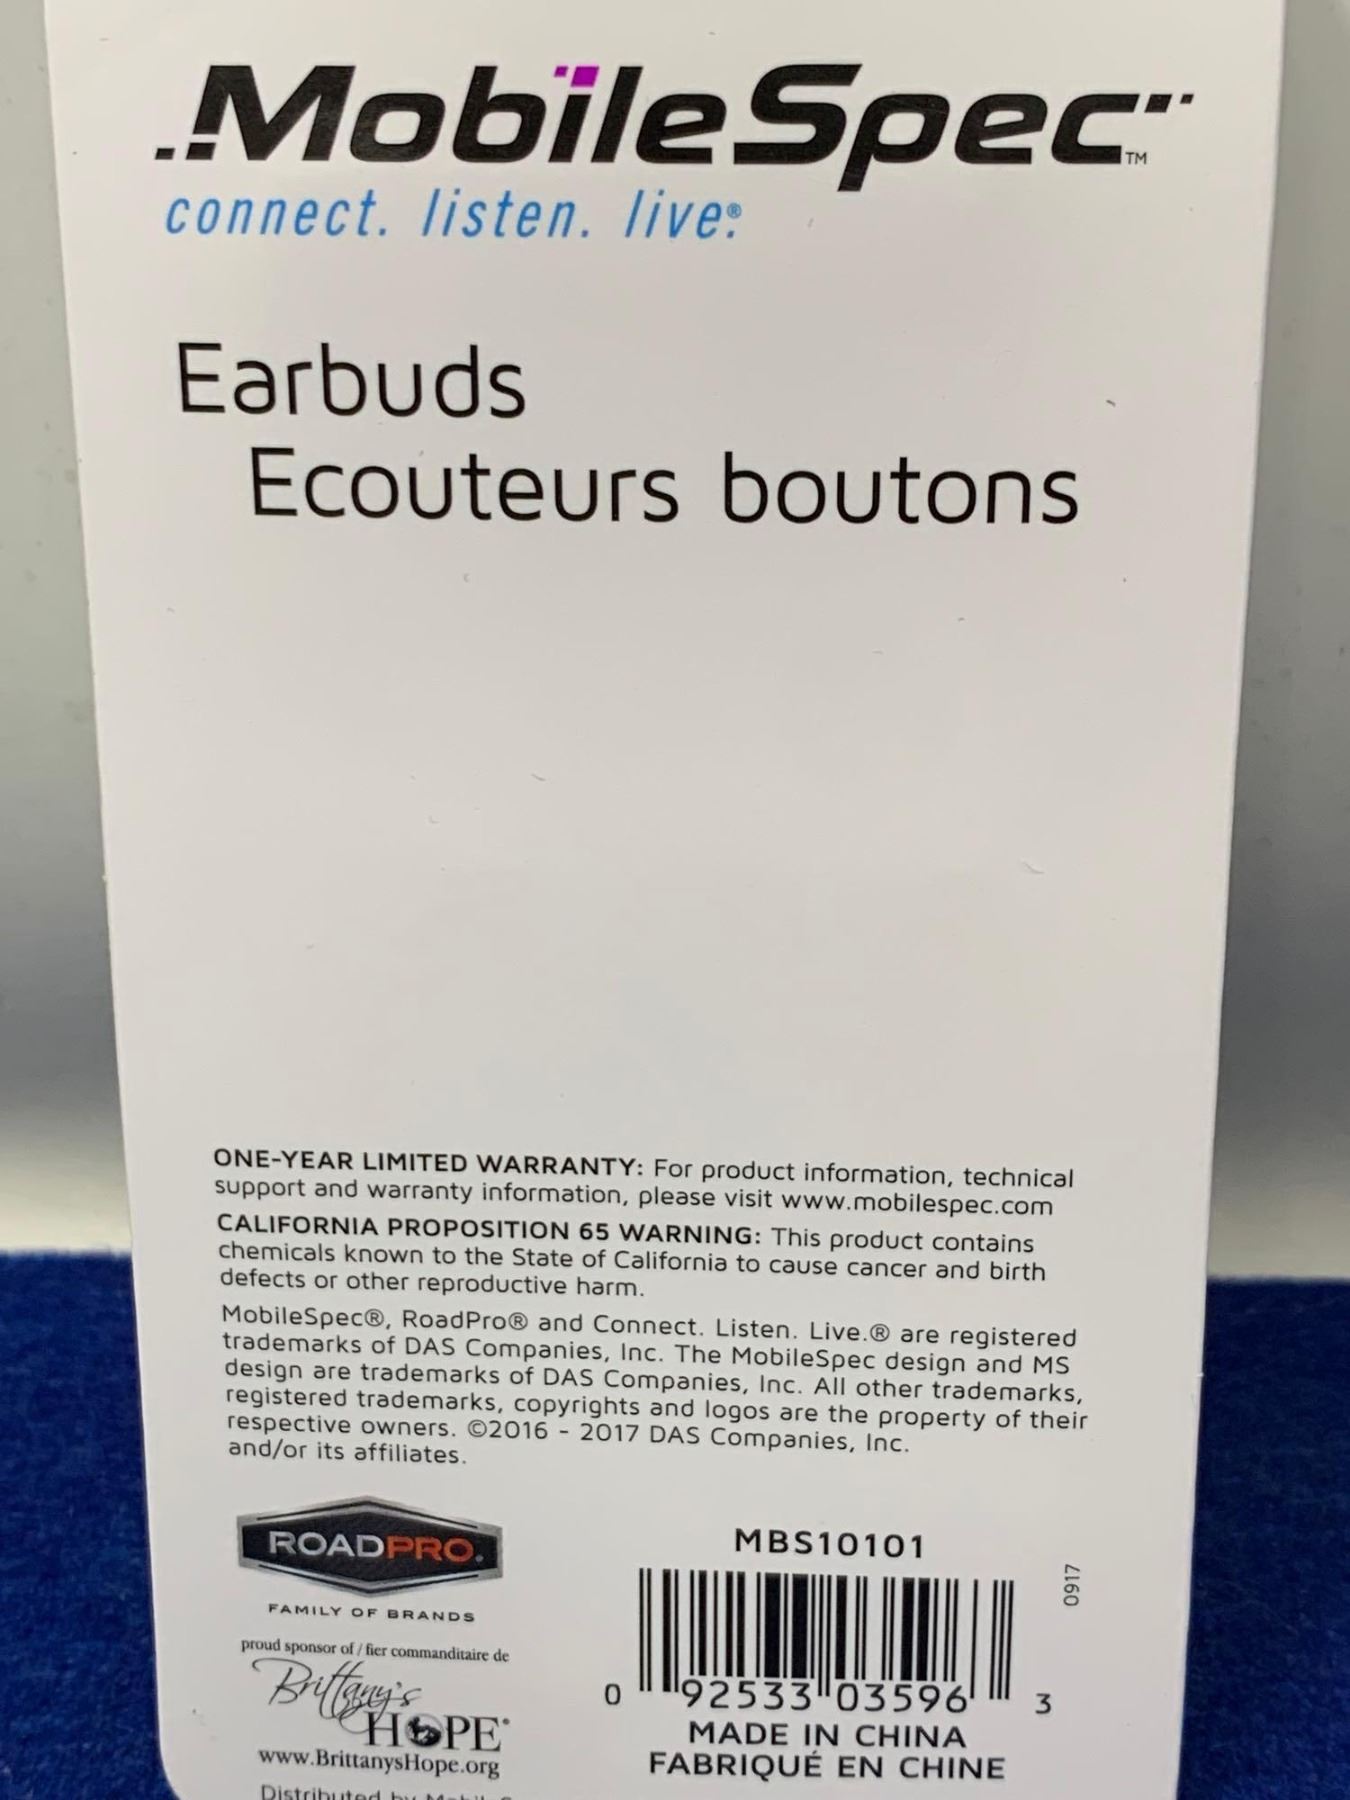 MobileSpec™
connect. listen. live.®
Earbuds
Ecouteurs boutons
ONE-YEAR LIMITED WARRANTY: For product information, technical
support and warranty information, please visit www.mobilespec.com
CALIFORNIA PROPOSITION 65 WARNING: This product contains
chemicals known to the State of California to cause cancer and birth
defects or other reproductive harm.
MobileSpec®, RoadPro® and Connect. Listen. Live.® are registered
trademarks of DAS Companies, Inc. The MobileSpec design and MS
design are trademarks of DAS Companies, Inc. All other trademarks,
registered trademarks, copyrights and logos are the property of their
respective owners. ©2016 - 2017 DAS Companies, Inc.
and/or its affiliates.
ROADPRO.
FAMILY OF BRANDS
proud sponsor of / fier commanditaire de
Brittany's
HOPE
www.BrittanysHope.org
Distributed by
MBS10101
0917
0 92533 03596 3
MADE IN CHINA
FABRIQUÉ EN CHINE